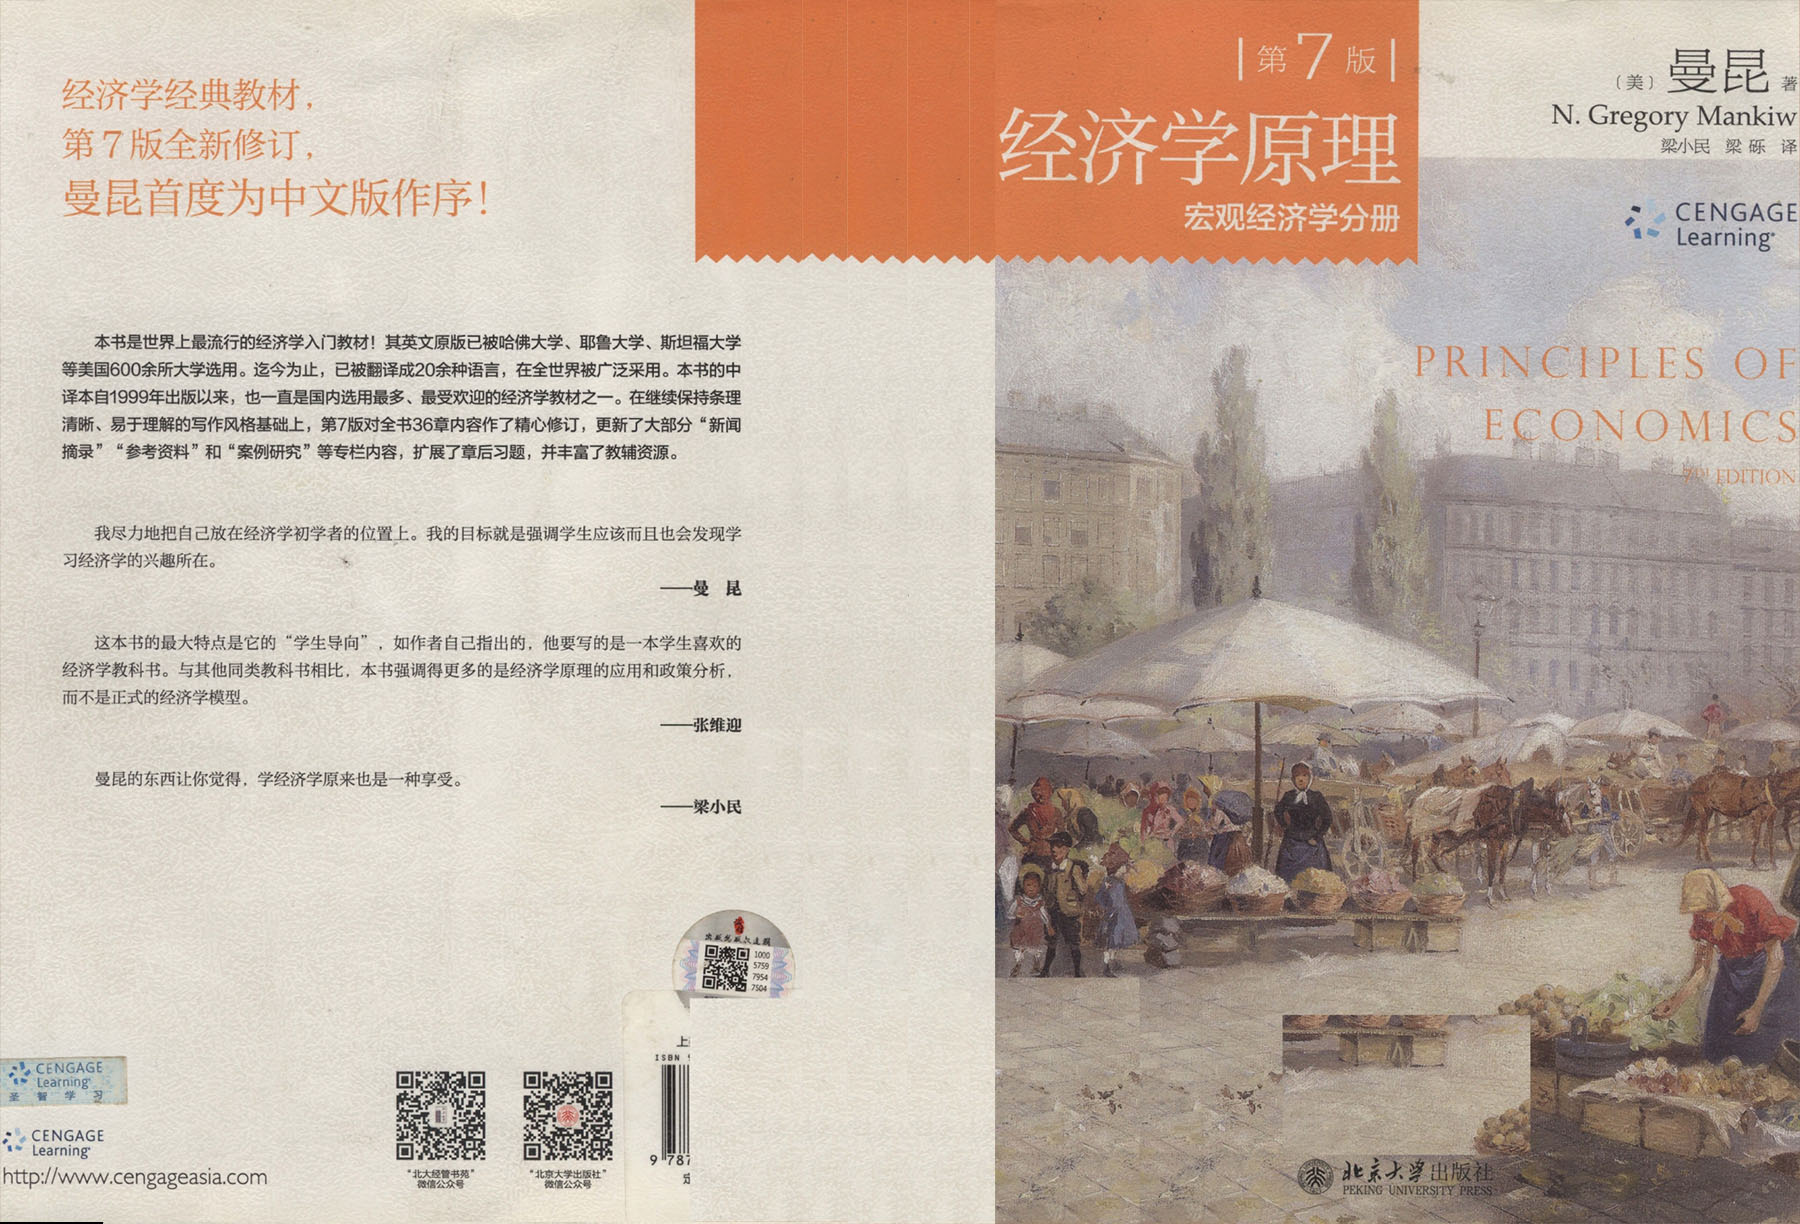 经济学经典教材，
第7版全新修订，
曼昆首度为中文版作序！
本书是世界上最流行的经济学入门教材！其英文原版已被哈佛大学、耶鲁大学、斯坦福大学
等美国600余所大学选用。迄今为止，已被翻译成20余种语言，在全世界被广泛采用。本书的中
译本自1999年出版以来，也一直是国内选用最多、最受欢迎的经济学教材之一。在继续保持条理
清晰、易于理解的写作风格基础上，第7版对全书36章内容作了精心修订，更新了大部分“新闻
摘录”“参考资料”和“案例研究”等专栏内容，扩展了章后习题，并丰富了教辅资源。
我尽力地把自己放在经济学初学者的位置上。我的目标就是强调学生应该而且也会发现学
习经济学的兴趣所在。
——曼 昆
这本书的最大特点是它的“学生导向”，如作者自己指出的，他要写的是一本学生喜欢的
经济学教科书。与其他同类教科书相比，本书强调得更多的是经济学原理的应用和政策分析，
而不是正式的经济学模型。
——张维迎
曼昆的东西让你觉得，学经济学原来也是一种享受。
——梁小民
1000
5759
7954
7504
上
ISBN 9
9 787
定
CENGAGE
Learning
圣智学习
CENGAGE
Learning
http://www.cengageasia.com
“北大经管书苑”
微信公众号
“北京大学出版社”
微信公众号
第7版
经济学原理
宏观经济学分册
〔美〕曼昆 著
N. Gregory Mankiw
梁小民 梁砾 译
CENGAGE
Learning
PRINCIPLES OF
ECONOMICS
7TH EDITION
北京大学出版社
PEKING UNIVERSITY PRESS